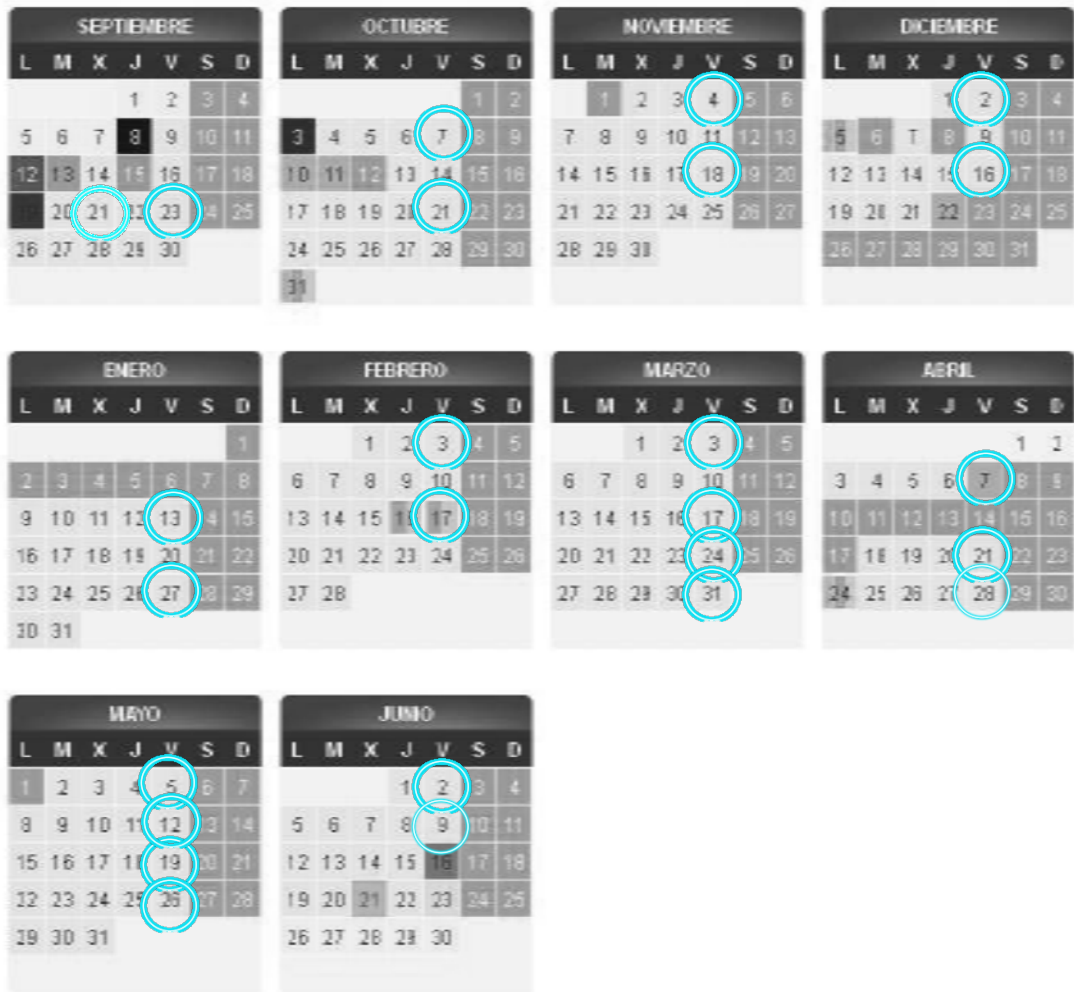 SEPTIEMBRE
L M X J V S D
1 2 3 4
5 6 7 8 9 10 11
12 13 14 15 16 17 18
19 20 21 22 23 24 25
26 27 28 29 30
OCTUBRE
L M X J V S D
1 2
3 4 5 6 7 8 9
10 11 12 13 14 15 16
17 18 19 20 21 22 23
24 25 26 27 28 29 30
31
NOVIEMBRE
L M X J V S D
1 2 3 4 5 6
7 8 9 10 11 12 13
14 15 16 17 18 19 20
21 22 23 24 25 26 27
28 29 30
DICIEMBRE
L M X J V S D
1 2 3 4
5 6 7 8 9 10 11
12 13 14 15 16 17 18
19 20 21 22 23 24 25
26 27 28 29 30 31
ENERO
L M X J V S D
1
2 3 4 5 6 7 8
9 10 11 12 13 14 15
16 17 18 19 20 21 22
23 24 25 26 27 28 29
30 31
FEBRERO
L M X J V S D
1 2 3 4 5
6 7 8 9 10 11 12
13 14 15 16 17 18 19
20 21 22 23 24 25 26
27 28
MARZO
L M X J V S D
1 2 3 4 5
6 7 8 9 10 11 12
13 14 15 16 17 18 19
20 21 22 23 24 25 26
27 28 29 30 31
ABRIL
L M X J V S D
1 2
3 4 5 6 7 8 9
10 11 12 13 14 15 16
17 18 19 20 21 22 23
24 25 26 27 28 29 30
MAYO
L M X J V S D
1 2 3 4 5 6 7
8 9 10 11 12 13 14
15 16 17 18 19 20 21
22 23 24 25 26 27 28
29 30 31
JUNIO
L M X J V S D
1 2 3 4
5 6 7 8 9 10 11
12 13 14 15 16 17 18
19 20 21 22 23 24 25
26 27 28 29 30